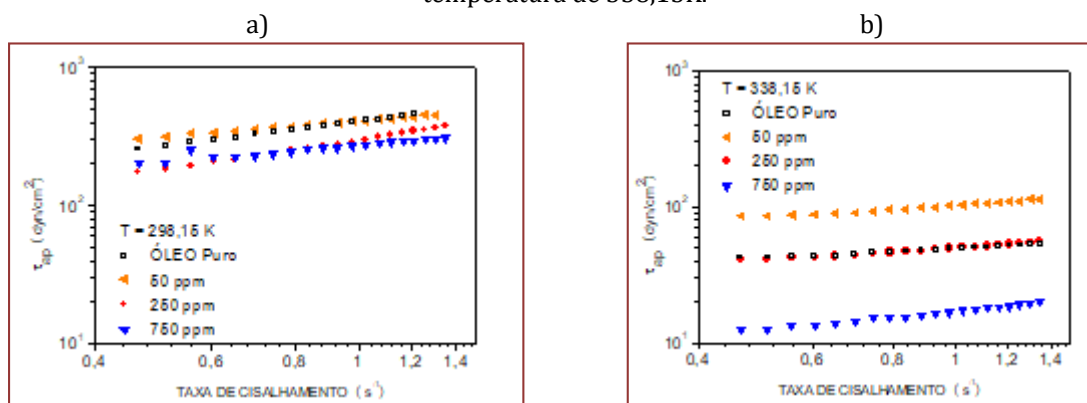 temperatura de 338,15K.
a)
b)
10³
10²
10¹
τap ( dyn/cm²)
T = 298,15 K
ÓLEO Puro
50 ppm
250 ppm
750 ppm
0,4
0,6
0,8
1
1,2
1,4
TAXA DE CISALHAMENTO ( s⁻¹)
10³
10²
10¹
τap ( dyn/cm²)
T = 338,15 K
ÓLEO Puro
50 ppm
250 ppm
750 ppm
0,4
0,6
0,8
1
1,2
1,4
TAXA DE CISALHAMENTO ( s⁻¹)